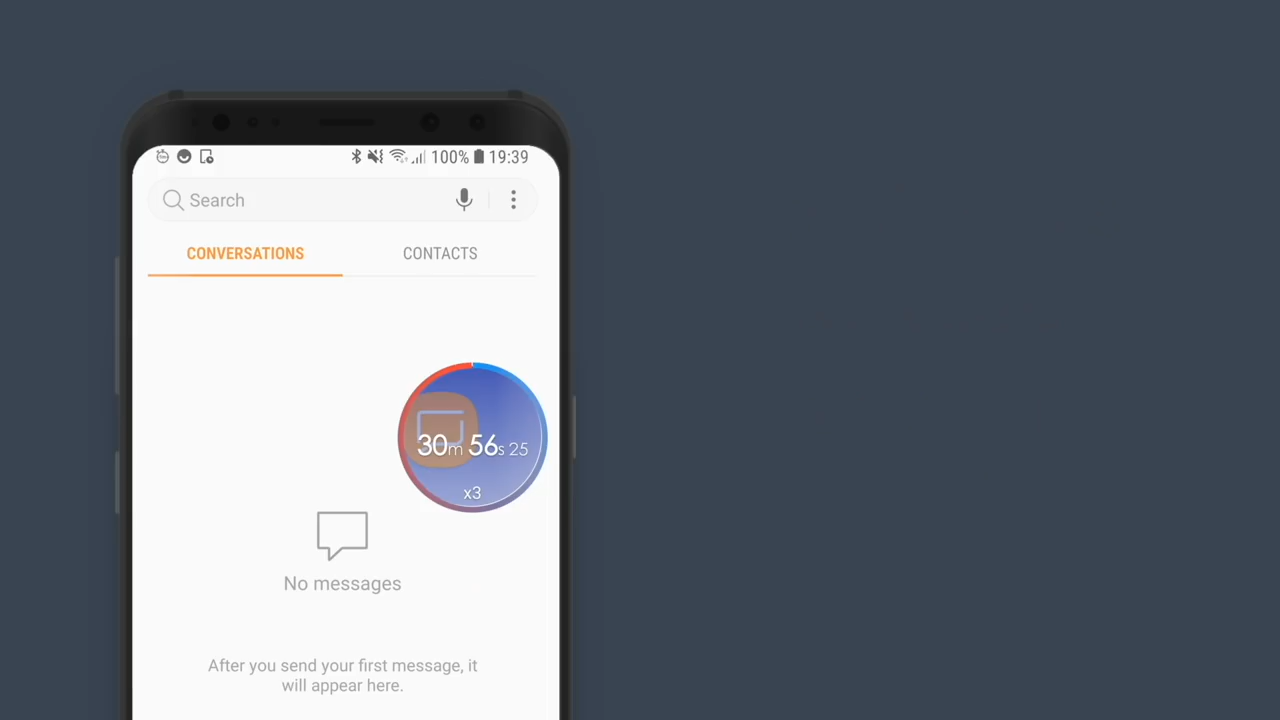 100% 19:39
Search
CONVERSATIONS CONTACTS
30m 56s 25
x3
No messages
After you send your first message, it
will appear here.